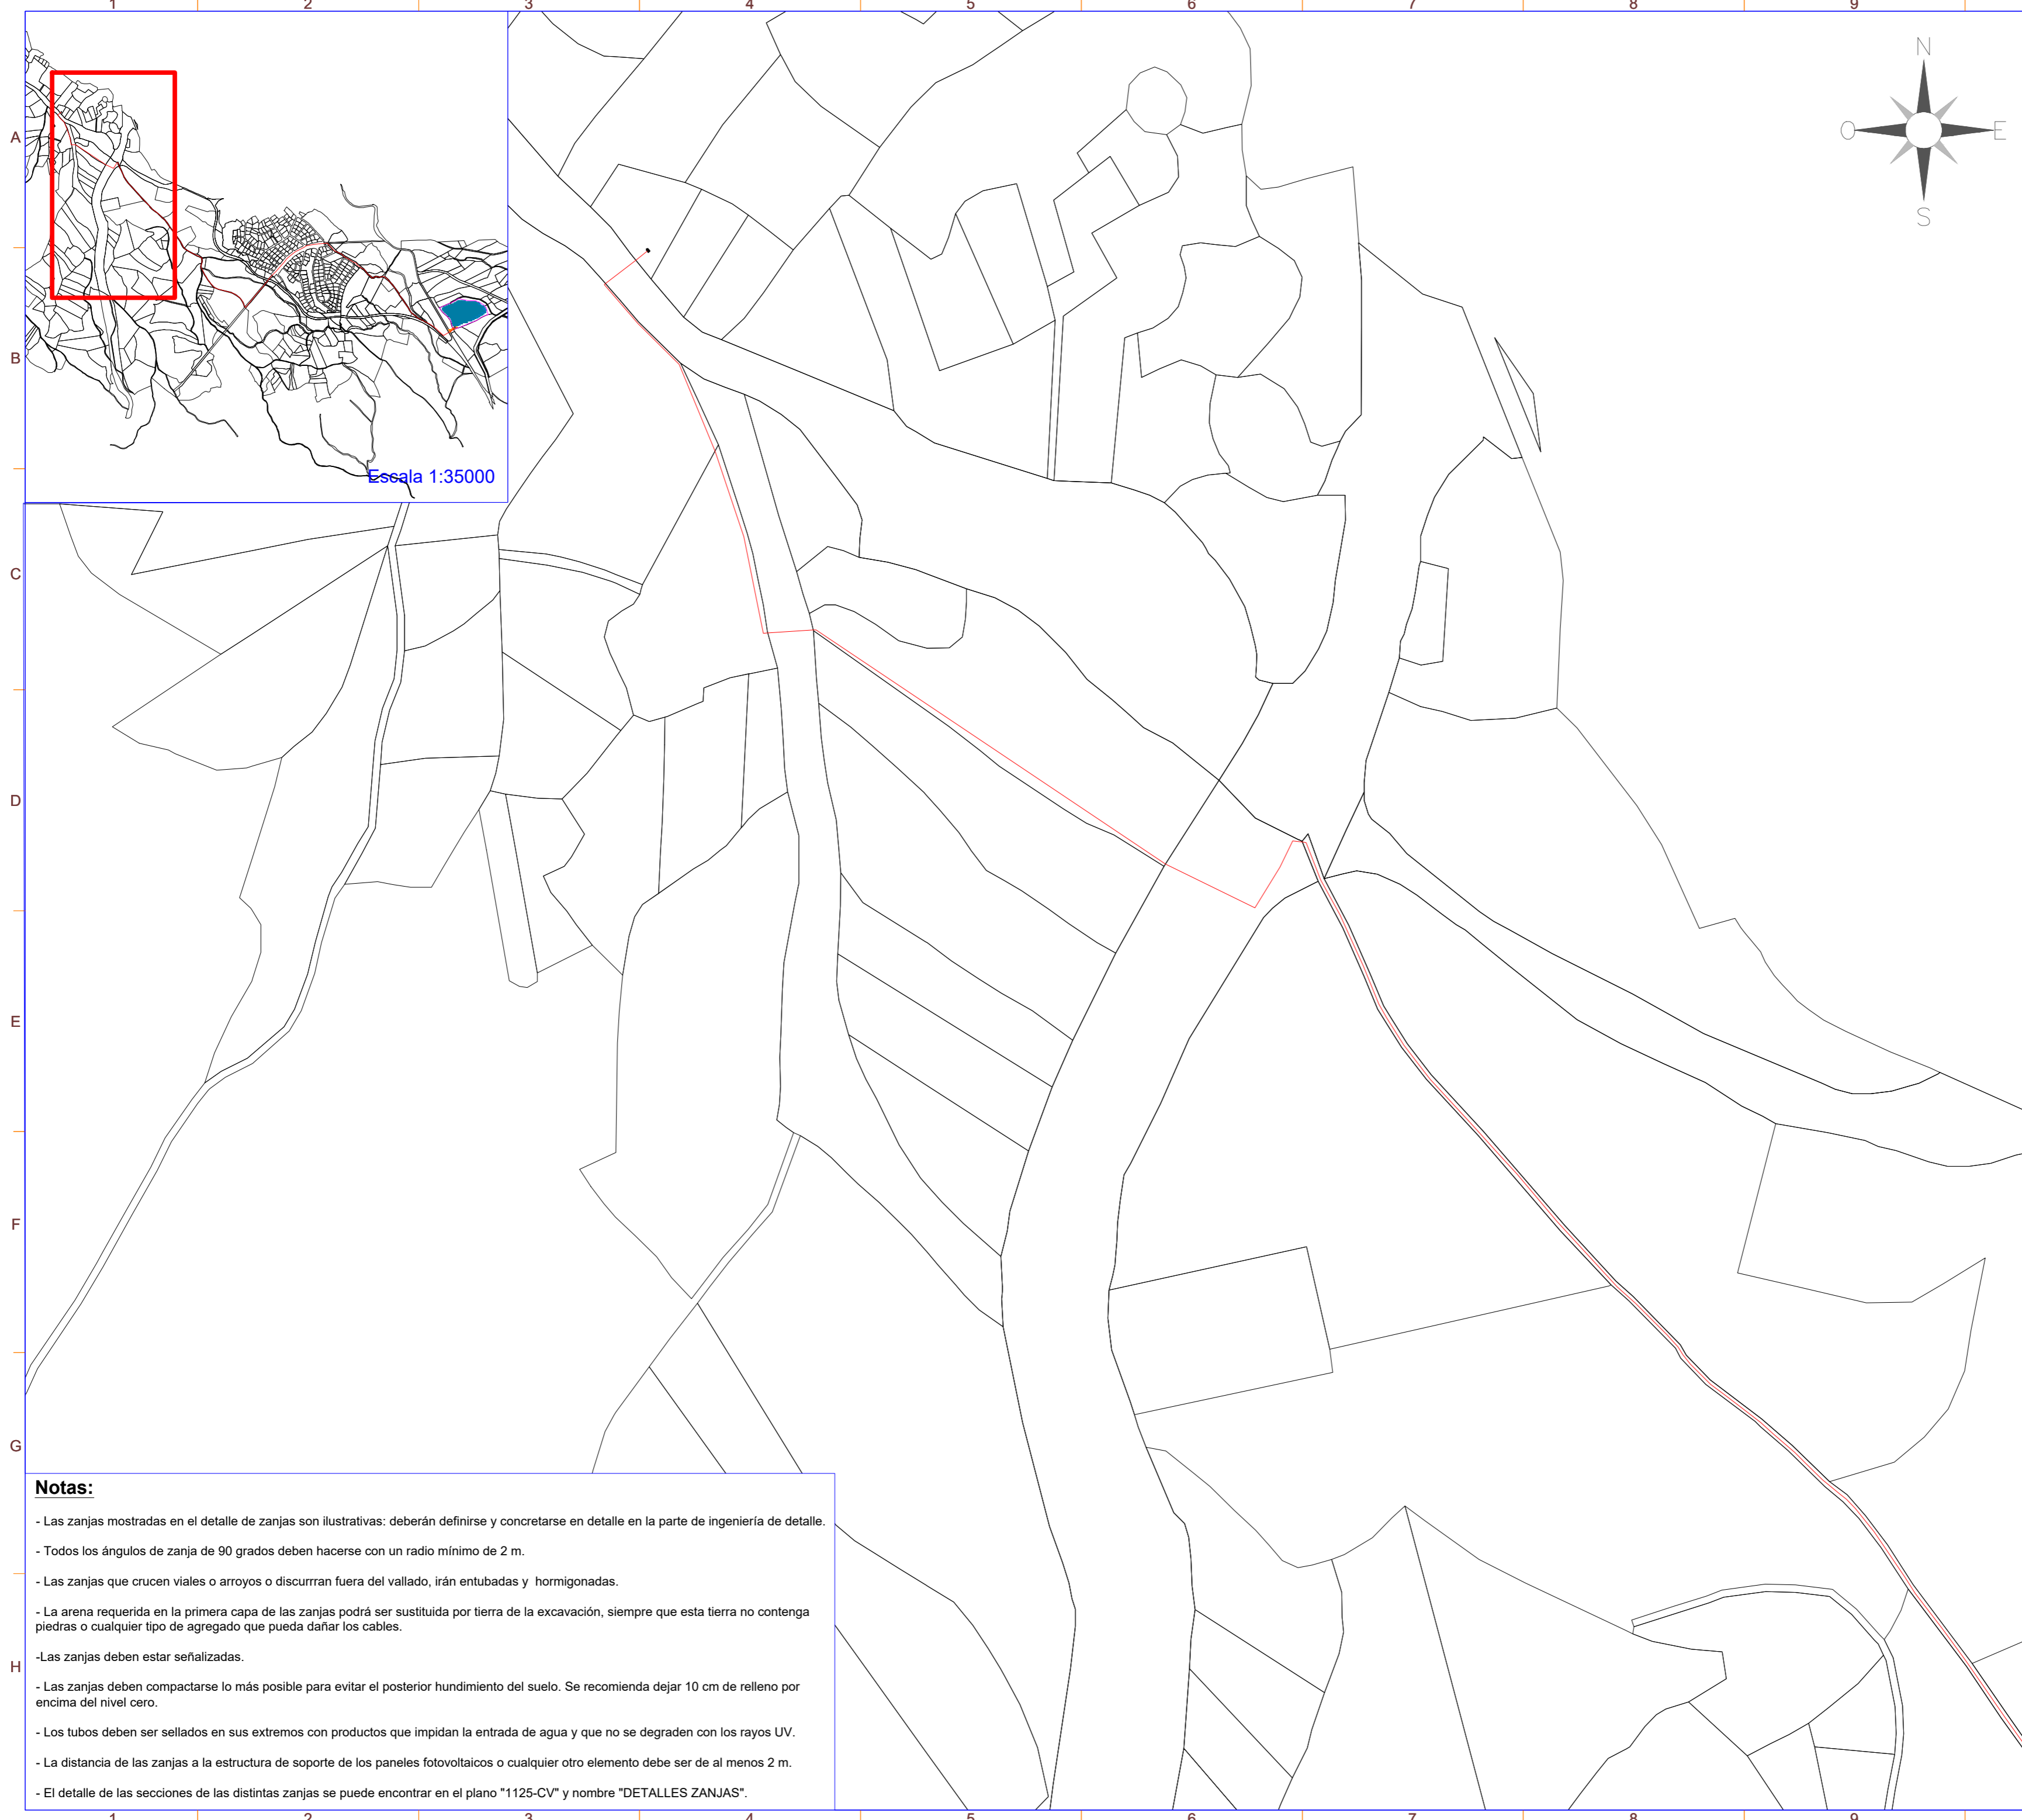 1 2 3 4 5 6 7 8 9
N
O E
S
A
B
C
D
E
F
G
H
Escala 1:35000
Notas:
- Las zanjas mostradas en el detalle de zanjas son ilustrativas: deberán definirse y concretarse en detalle en la parte de ingeniería de detalle.
- Todos los ángulos de zanja de 90 grados deben hacerse con un radio mínimo de 2 m.
- Las zanjas que crucen viales o arroyos o discurrran fuera del vallado, irán entubadas y hormigonadas.
- La arena requerida en la primera capa de las zanjas podrá ser sustituida por tierra de la excavación, siempre que esta tierra no contenga
piedras o cualquier tipo de agregado que pueda dañar los cables.
-Las zanjas deben estar señalizadas.
- Las zanjas deben compactarse lo más posible para evitar el posterior hundimiento del suelo. Se recomienda dejar 10 cm de relleno por
encima del nivel cero.
- Los tubos deben ser sellados en sus extremos con productos que impidan la entrada de agua y que no se degraden con los rayos UV.
- La distancia de las zanjas a la estructura de soporte de los paneles fotovoltaicos o cualquier otro elemento debe ser de al menos 2 m.
- El detalle de las secciones de las distintas zanjas se puede encontrar en el plano "1125-CV" y nombre "DETALLES ZANJAS".
1 2 3 4 5 6 7 8 9